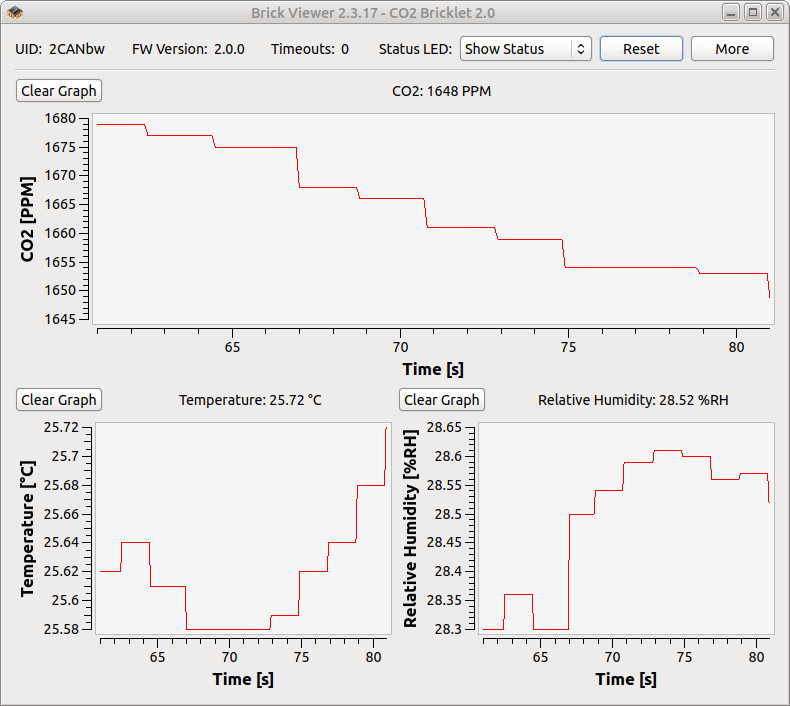 Brick Viewer 2.3.17 - CO2 Bricklet 2.0
UID: 2CANbw FW Version: 2.0.0 Timeouts: 0 Status LED: Show Status Reset More
Clear Graph CO2: 1648 PPM
CO2 [PPM]
1680
1675
1670
1665
1660
1655
1650
1645
65 70 75 80
Time [s]
Clear Graph Temperature: 25.72 °C
Temperature [°C]
25.72
25.7
25.68
25.66
25.64
25.62
25.6
25.58
65 70 75 80
Time [s]
Clear Graph Relative Humidity: 28.52 %RH
Relative Humidity [%RH]
28.65
28.6
28.55
28.5
28.45
28.4
28.35
28.3
65 70 75 80
Time [s]